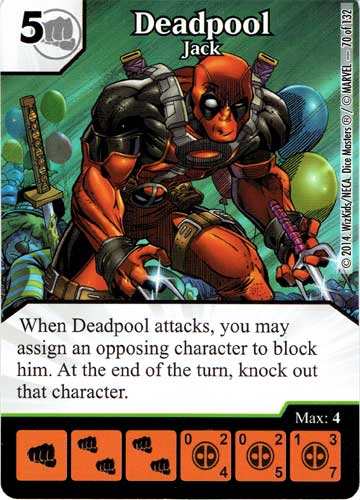 5
Deadpool
Jack
© 2014. WizKids/NECA. Dice Masters ® / © MARVEL — 70 of 132
When Deadpool attacks, you may
assign an opposing character to block
him. At the end of the turn, knock out
that character.
Max: 4
0 2 4
0 2 5
1 3 7